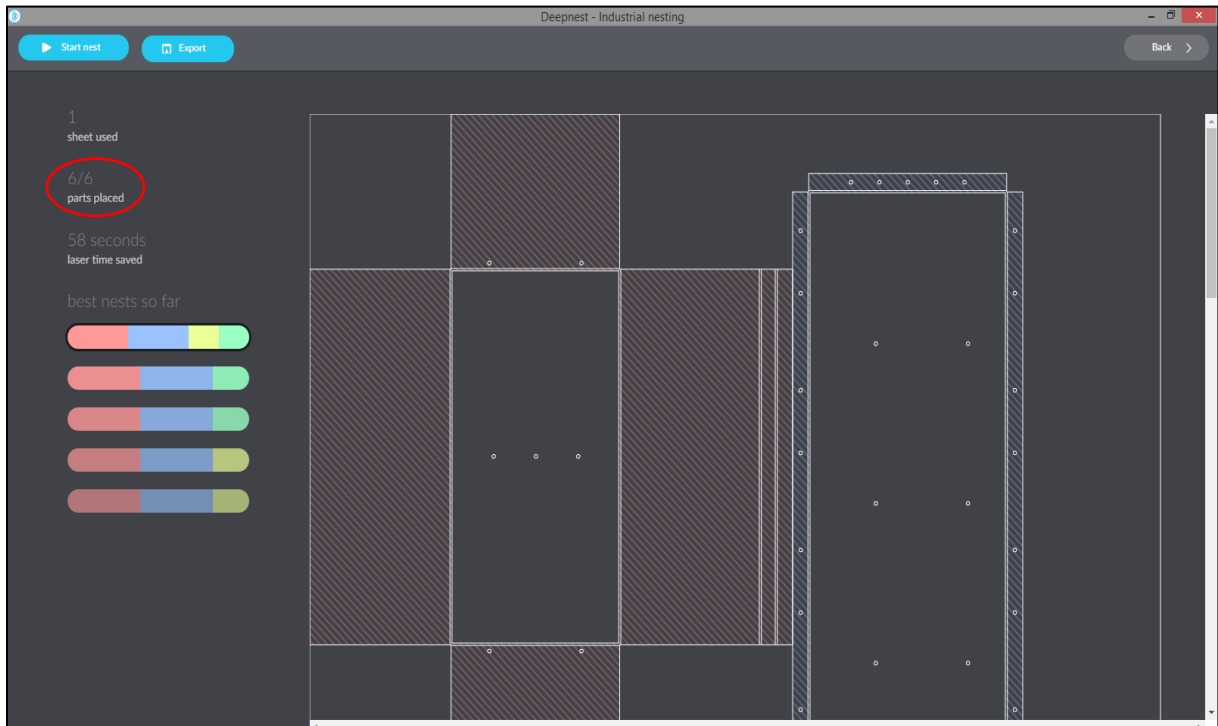 Deepnest - Industrial nesting
Start nest
Export
Back
1
sheet used
6/6
parts placed
58 seconds
laser time saved
best nests so far